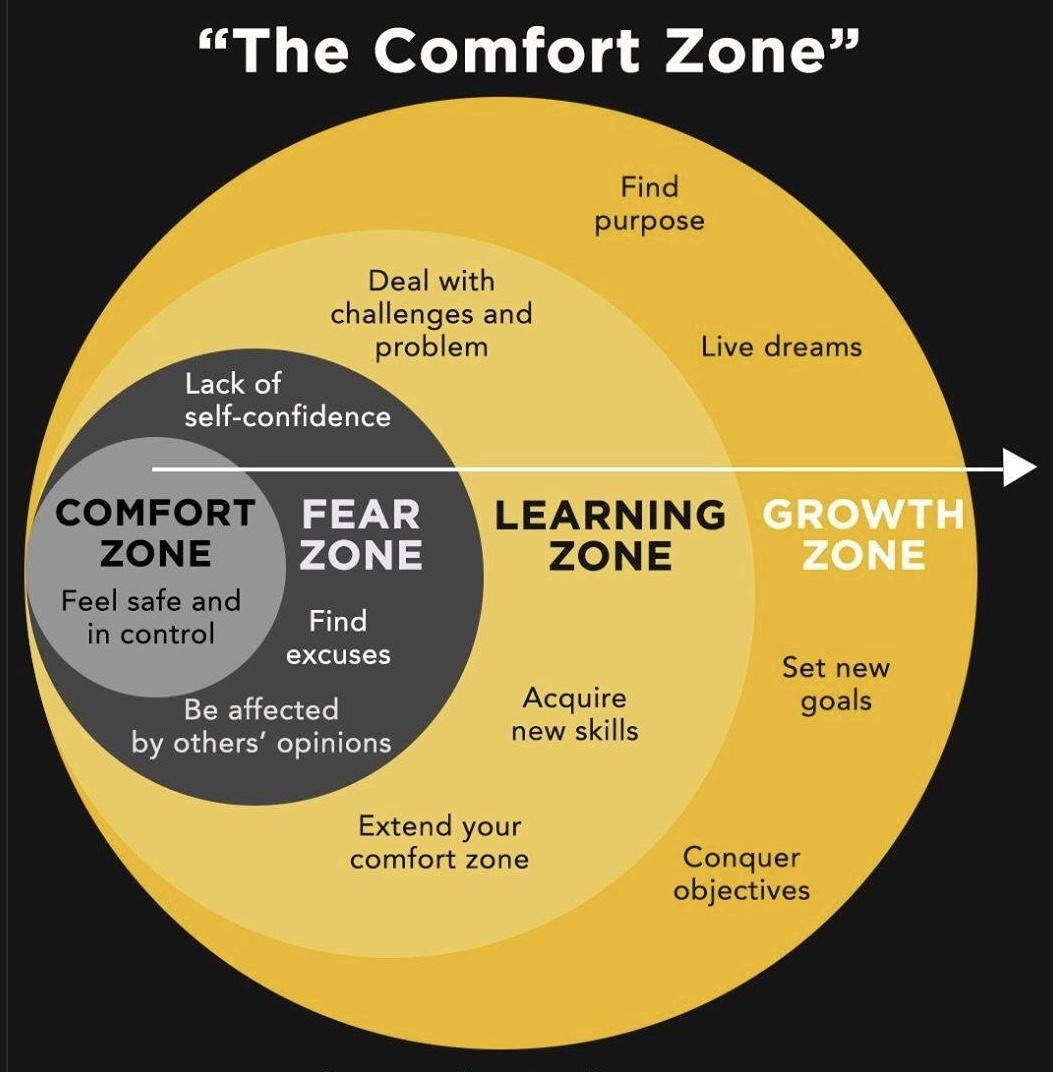 “The Comfort Zone”
Find
purpose
Deal with
challenges and
problem
Live dreams
Lack of
self-confidence
COMFORT
ZONE
Feel safe and
in control
FEAR
ZONE
Find
excuses
Be affected
by others’ opinions
LEARNING
ZONE
Acquire
new skills
Extend your
comfort zone
GROWTH
ZONE
Set new
goals
Conquer
objectives